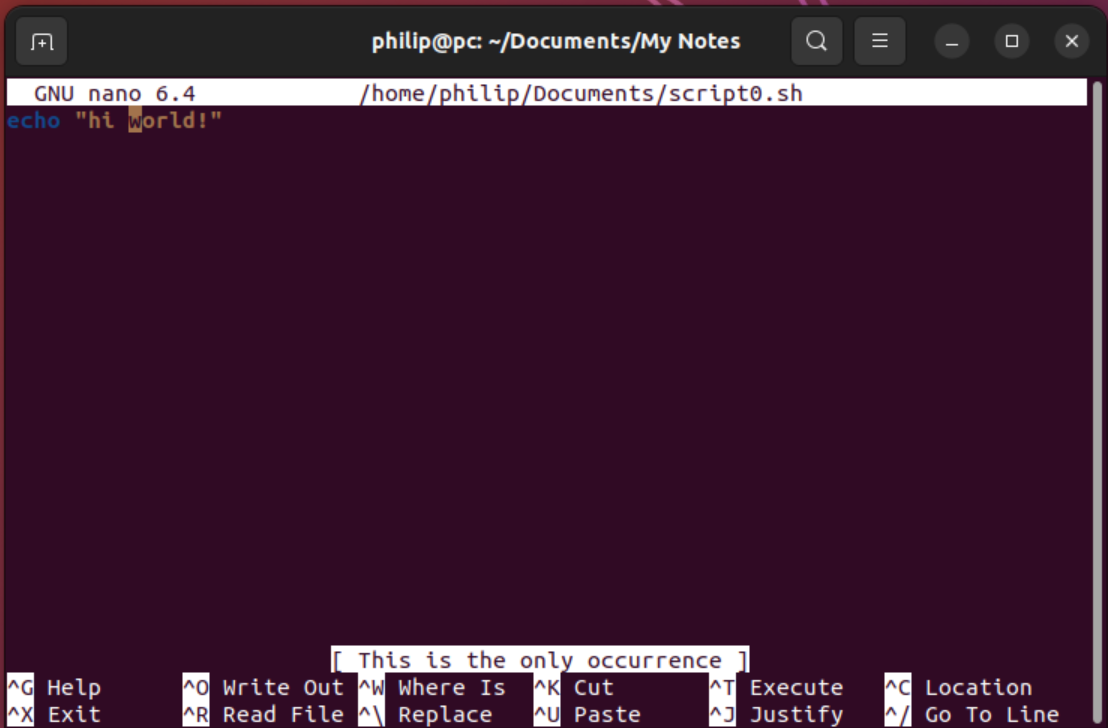 philip@pc: ~/Documents/My Notes
GNU nano 6.4 /home/philip/Documents/script0.sh
echo "hi world!"
[ This is the only occurrence ]
^G Help ^O Write Out ^W Where Is ^K Cut ^T Execute ^C Location
^X Exit ^R Read File ^\ Replace ^U Paste ^J Justify ^/ Go To Line